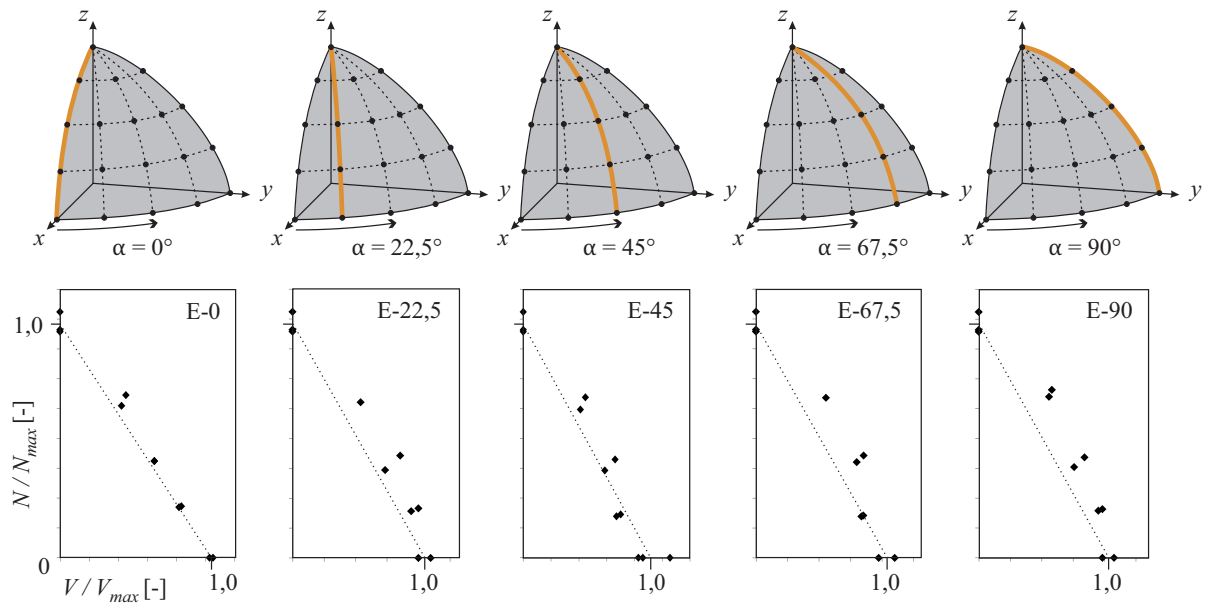 z z z z z
y y y y y
x x x x x
α = 0° α = 22,5° α = 45° α = 67,5° α = 90°
E-0 E-22,5 E-45 E-67,5 E-90
1,0
N / N_max [-]
0
V / V_max [-] 1,0 1,0 1,0 1,0 1,0